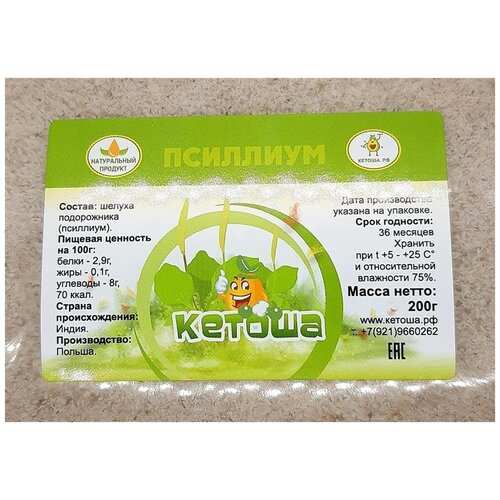 НАТУРАЛЬНЫЙ
ПРОДУКТ
ПСИЛЛИУМ
КЕТОША.РФ
Состав: шелуха
подорожника
(псиллиум).
Пищевая ценность
на 100г:
белки - 2,9г,
жиры - 0,1г,
углеводы - 8г,
70 ккал.
Страна
происхождения:
Индия.
Производство:
Польша.
кетоша
Дата производства
указана на упаковке.
Срок годности:
36 месяцев
Хранить
при t +5 - +25 С°
и относительной
влажности 75%.
Масса нетто:
200г
www.кетоша.рф
т. +7(921)9660262
ЕАС